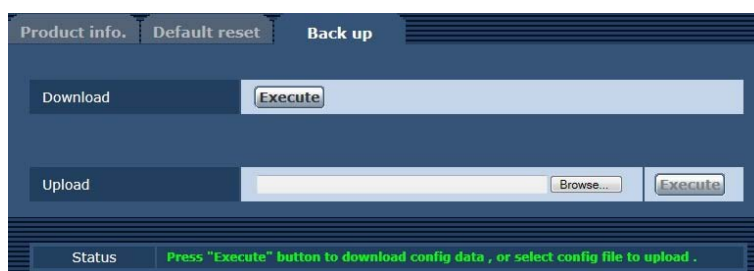 Product info. Default reset Back up
Download Execute
Upload Browse... Execute
Status Press "Execute" button to download config data , or select config file to upload .